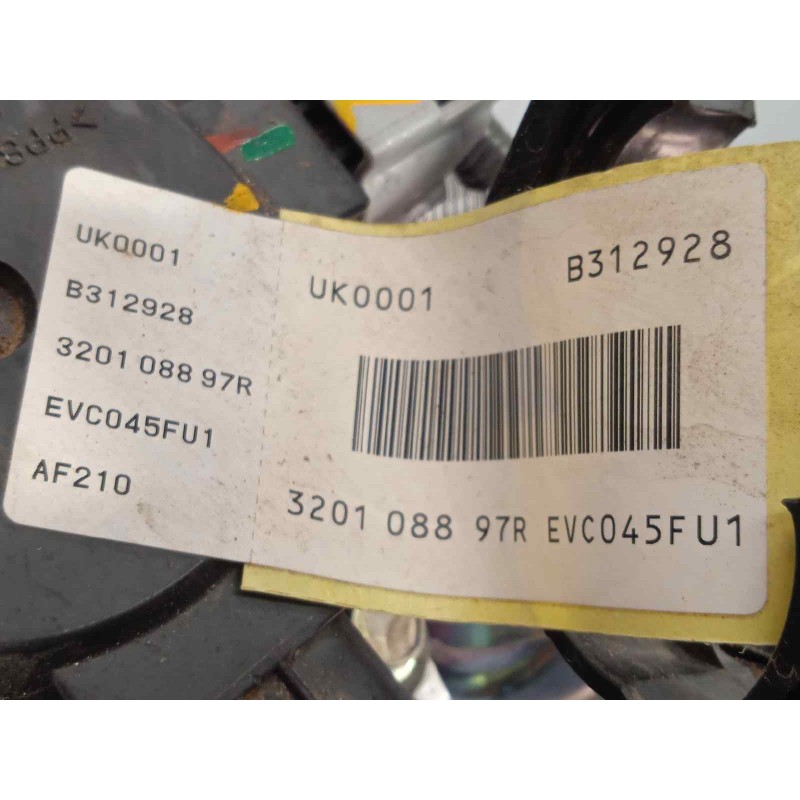 UK0001
B312928
3201 088 97R
EVC045FU1
AF210
UK0001
B312928
3201 088 97R EVC045FU1